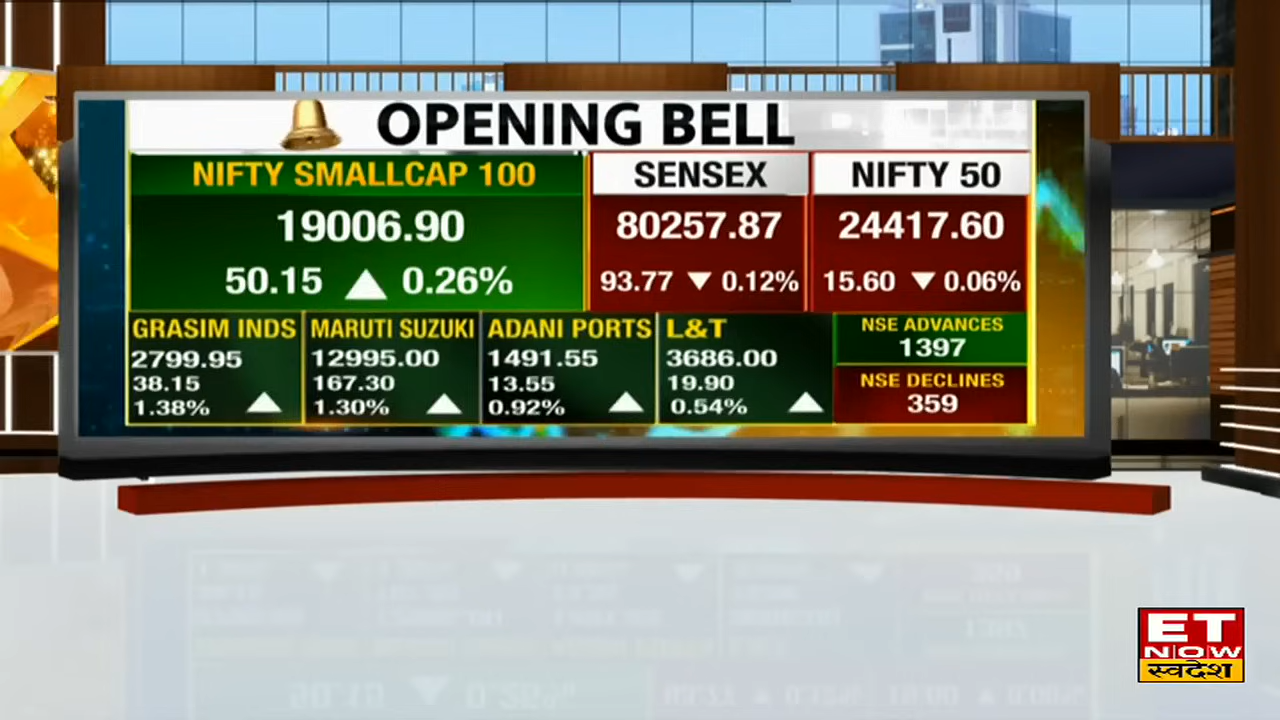 OPENING BELL
NIFTY SMALLCAP 100
19006.90
50.15 ▲ 0.26%
SENSEX
80257.87
93.77 ▼ 0.12%
NIFTY 50
24417.60
15.60 ▼ 0.06%
GRASIM INDS
2799.95
38.15
1.38% ▲
MARUTI SUZUKI
12995.00
167.30
1.30% ▲
ADANI PORTS
1491.55
13.55
0.92% ▲
L&T
3686.00
19.90
0.54% ▲
NSE ADVANCES
1397
NSE DECLINES
359
ET
NOW
स्वदेश